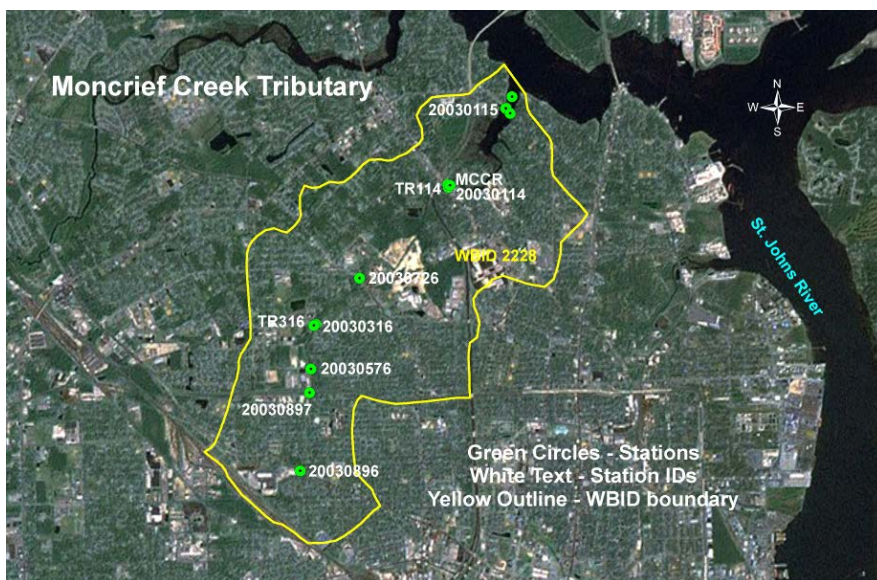 Moncrief Creek Tributary
N
W E
S
20030115
MCCR
TR114 20030114
WBID 2228
St. Johns River
20030726
TR316 20030316
20030576
20030897
20030896
Green Circles - Stations
White Text - Station IDs
Yellow Outline - WBID boundary